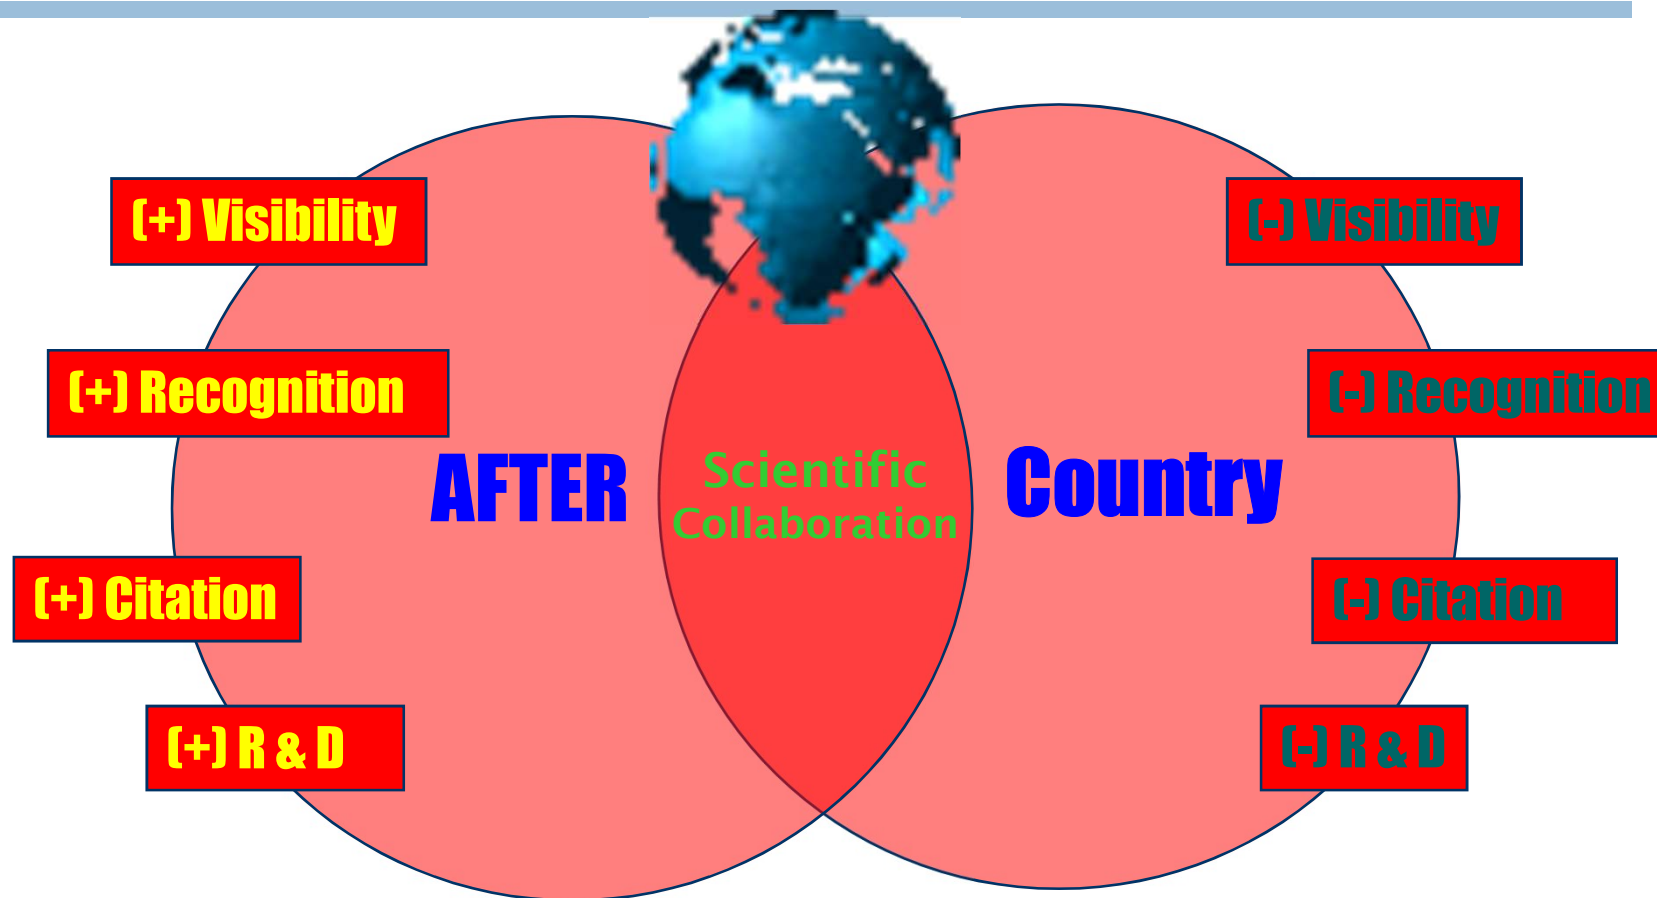 (+) Visibility
(-) Visibility
(+) Recognition
(-) Recognition
AFTER
Scientific
Collaboration
Country
(+) Citation
(-) Citation
(+) R & D
(-) R & D